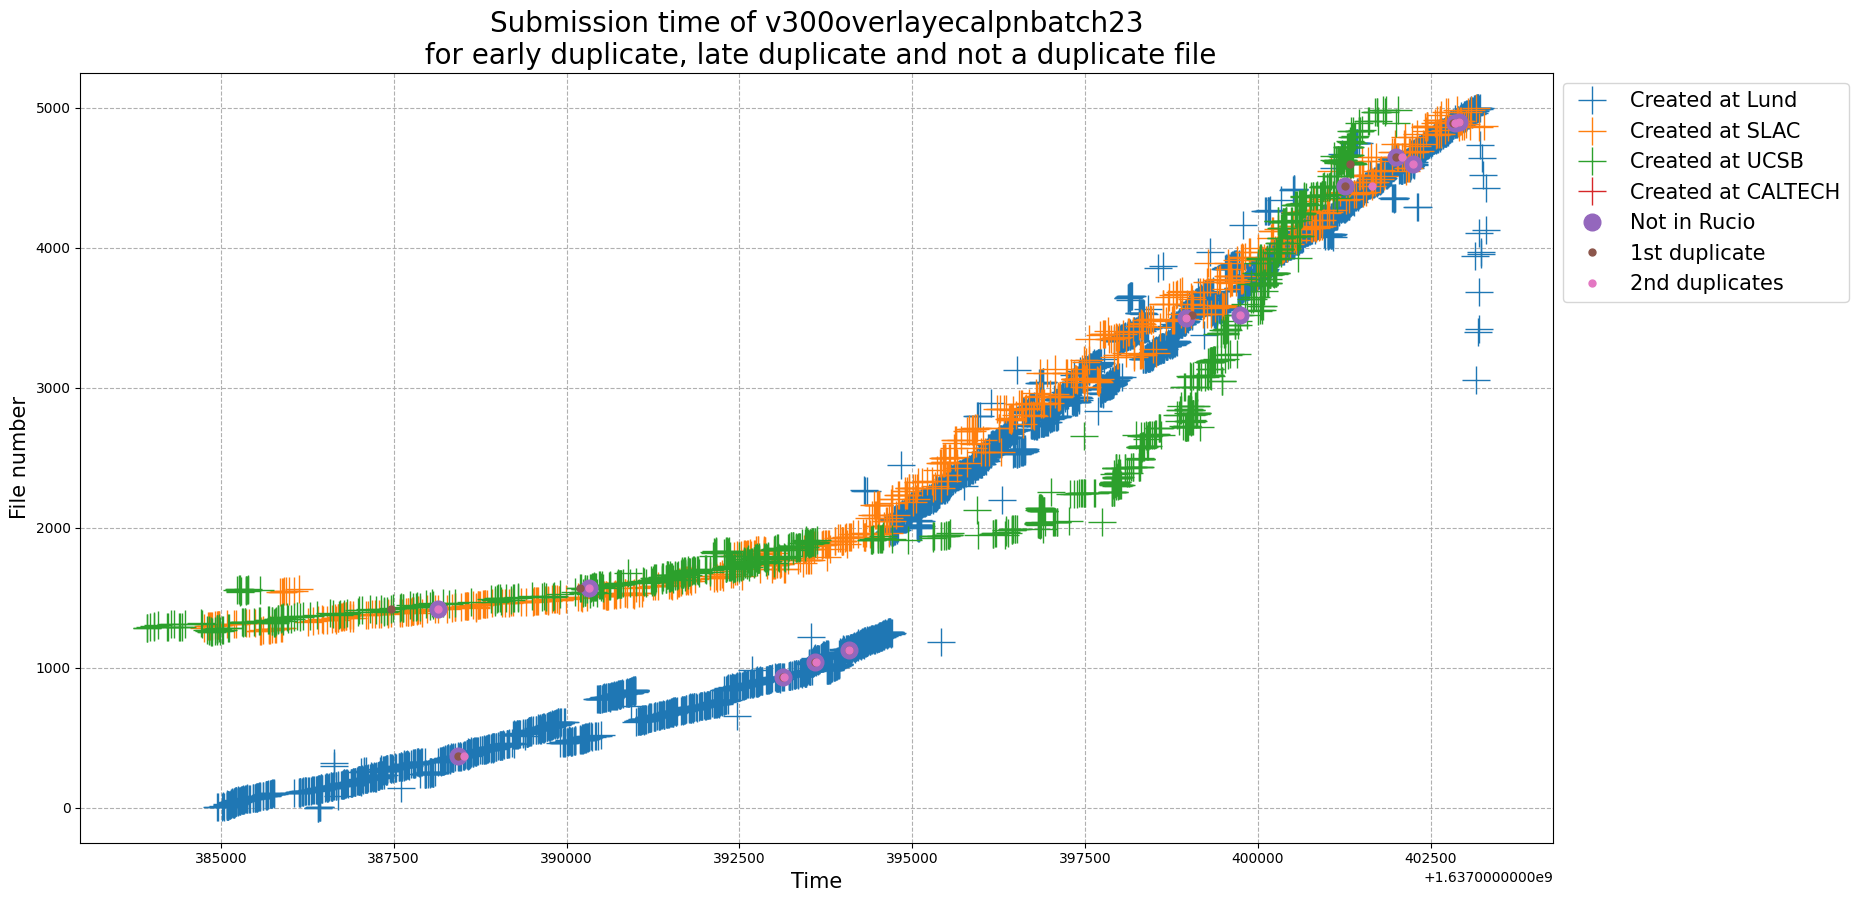 Submission time of v300overlayecalpnbatch23
for early duplicate, late duplicate and not a duplicate file
File number
5000
4000
3000
2000
1000
0
385000
387500
390000
392500
395000
397500
400000
402500
+1.6370000000e9
Time
Created at Lund
Created at SLAC
Created at UCSB
Created at CALTECH
Not in Rucio
1st duplicate
2nd duplicates